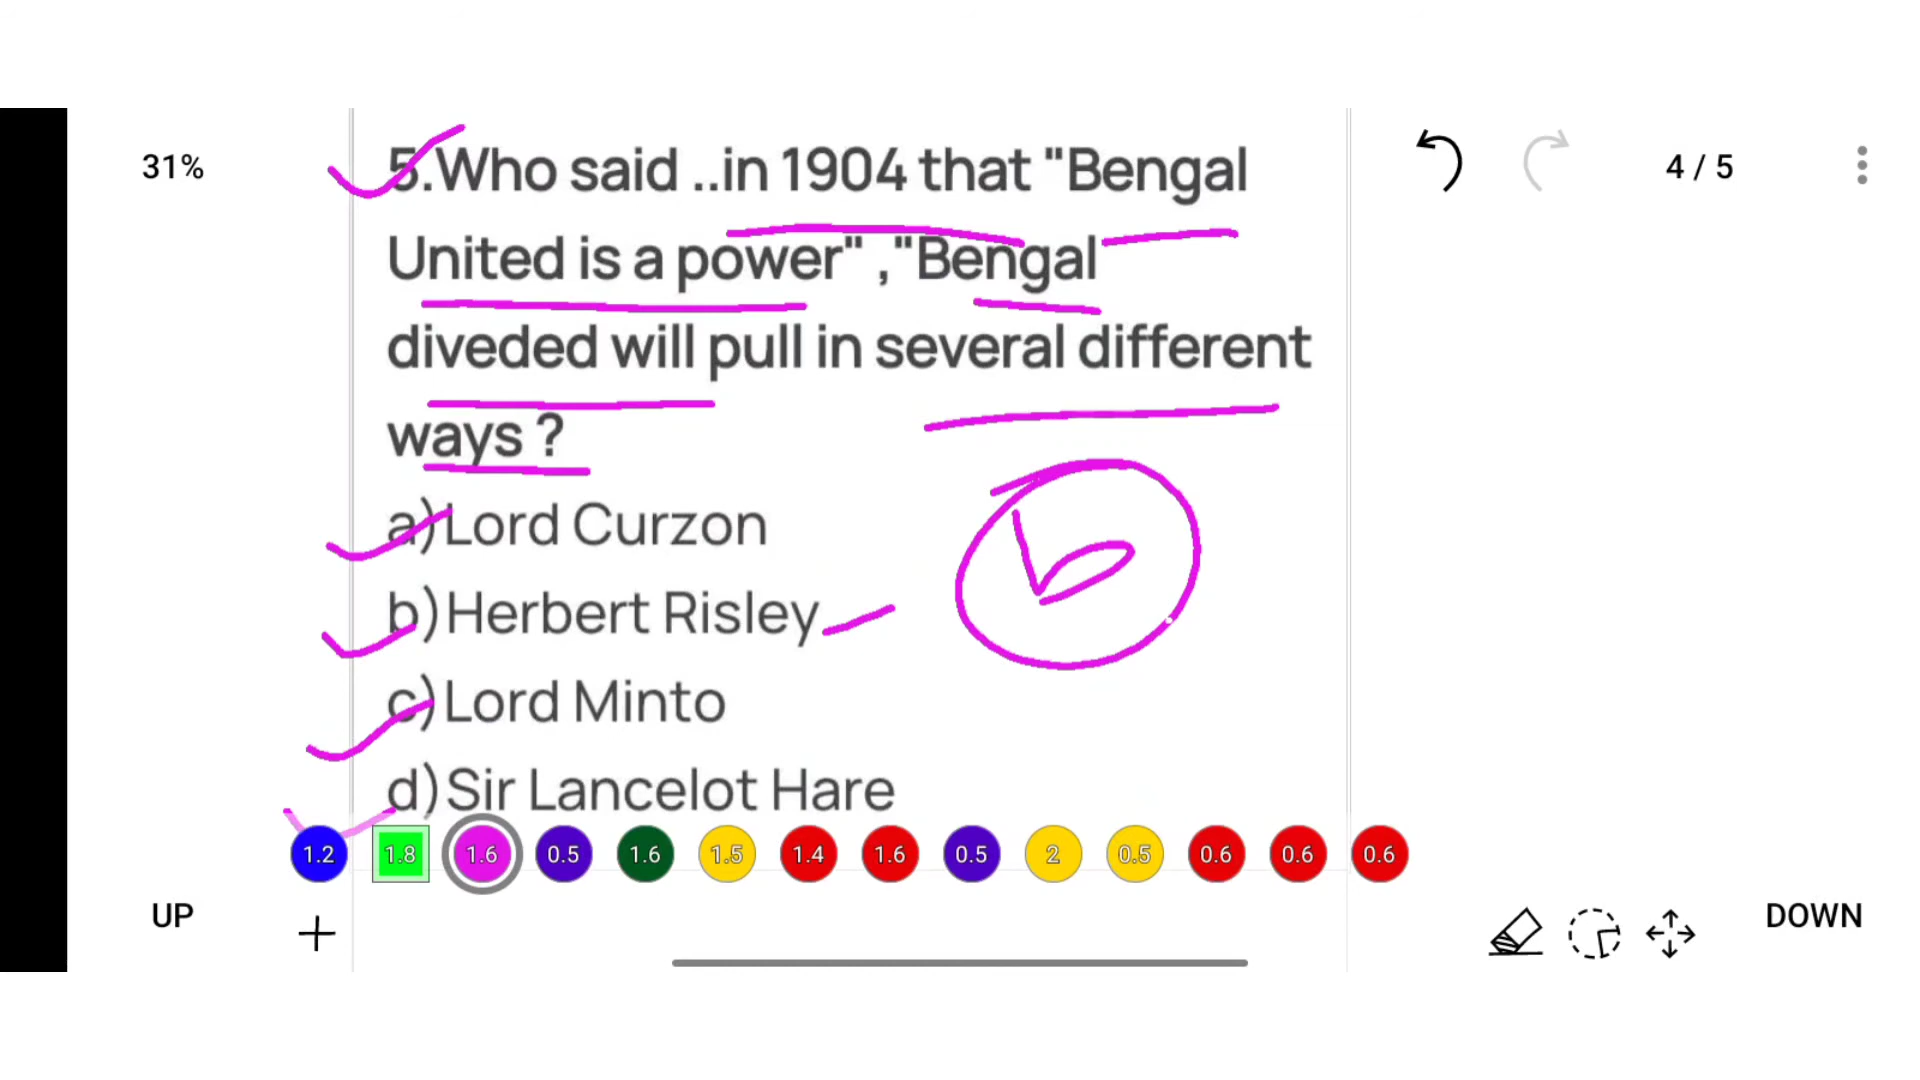 31%
5.Who said ..in 1904 that "Bengal
United is a power" ,"Bengal
diveded will pull in several different
ways ?
a)Lord Curzon
b)Herbert Risley
b
c)Lord Minto
d)Sir Lancelot Hare
4 / 5
1.2 1.8 1.6 0.5 1.6 1.5 1.4 1.6 0.5 2 0.5 0.6 0.6 0.6
UP
DOWN